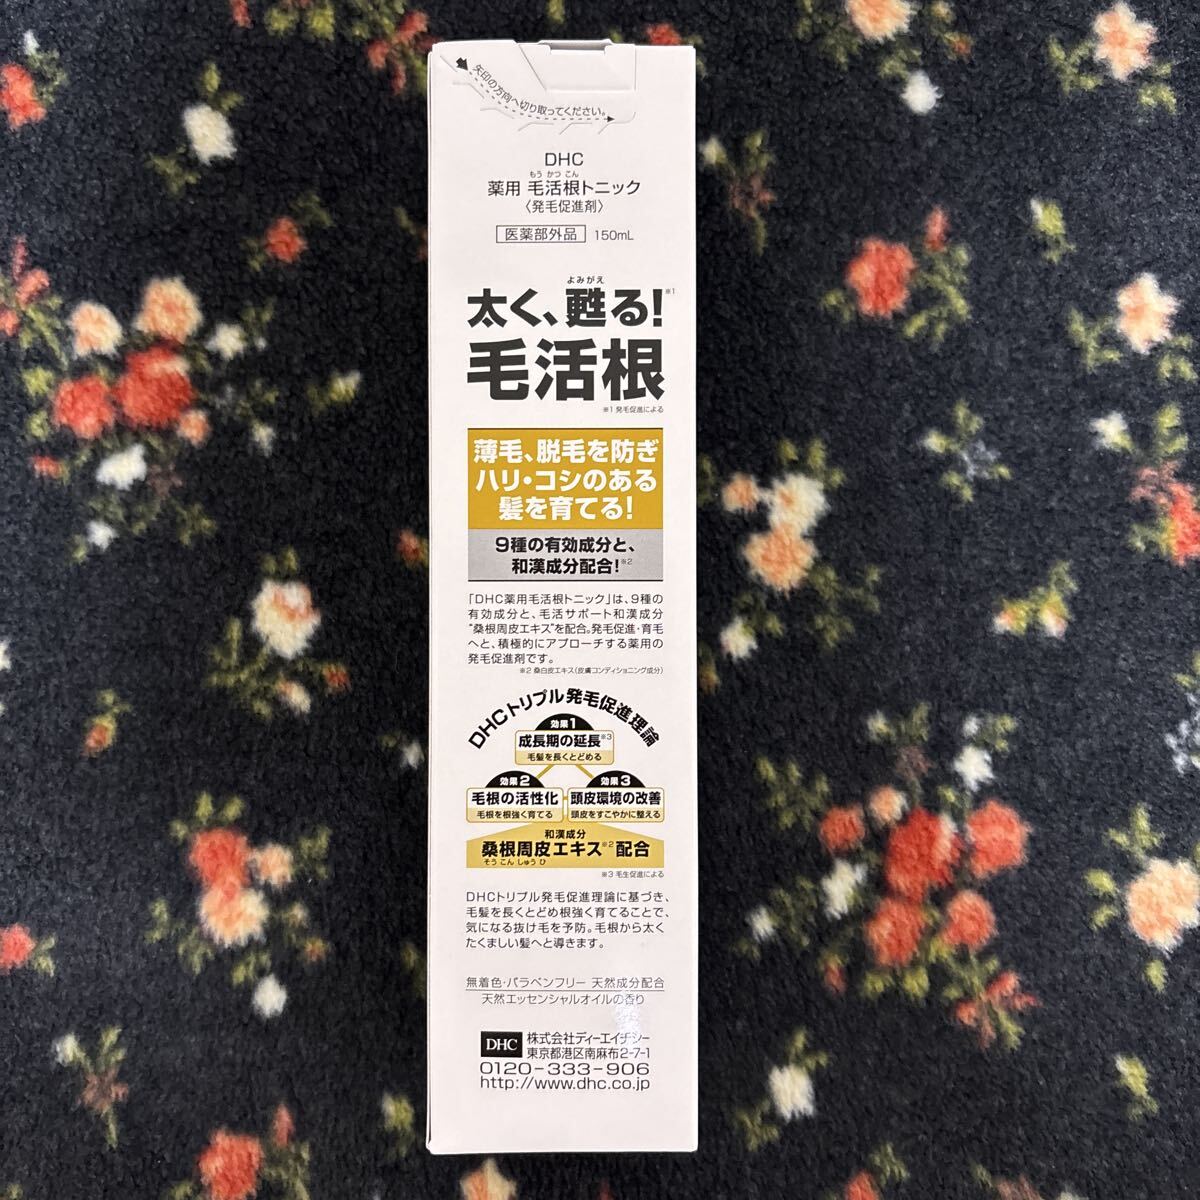 矢印の方向へ切り取ってください。
DHC
もう かつ こん
薬用 毛活根トニック
〈発毛促進剤〉
医薬部外品 150mL
よみがえ
太く、甦る!※1
毛活根
※1 発毛促進による
薄毛、脱毛を防ぎ
ハリ・コシのある
髪を育てる!
9種の有効成分と、
和漢成分配合!※2
「DHC薬用毛活根トニック」は、9種の
有効成分と、毛活サポート和漢成分
“桑根周皮エキス”を配合。発毛促進・育毛
へと、積極的にアプローチする薬用の
発毛促進剤です。
※2 桑白皮エキス(皮膚コンディショニング成分)
DHCトリプル発毛促進理論
効果1
成長期の延長※3
毛髪を長くとどめる
効果2
毛根の活性化
毛根を根強く育てる
効果3
頭皮環境の改善
頭皮をすこやかに整える
和漢成分
桑根周皮エキス※2配合
そう こん しゅう ひ
※3 毛生促進による
DHCトリプル発毛促進理論に基づき、
毛髪を長くとどめ根強く育てることで、
気になる抜け毛を予防。毛根から太く
たくましい髪へと導きます。
無着色・パラベンフリー 天然成分配合
天然エッセンシャルオイルの香り
DHC 株式会社ディーエイチシー
東京都港区南麻布2-7-1
0120-333-906
http://www.dhc.co.jp